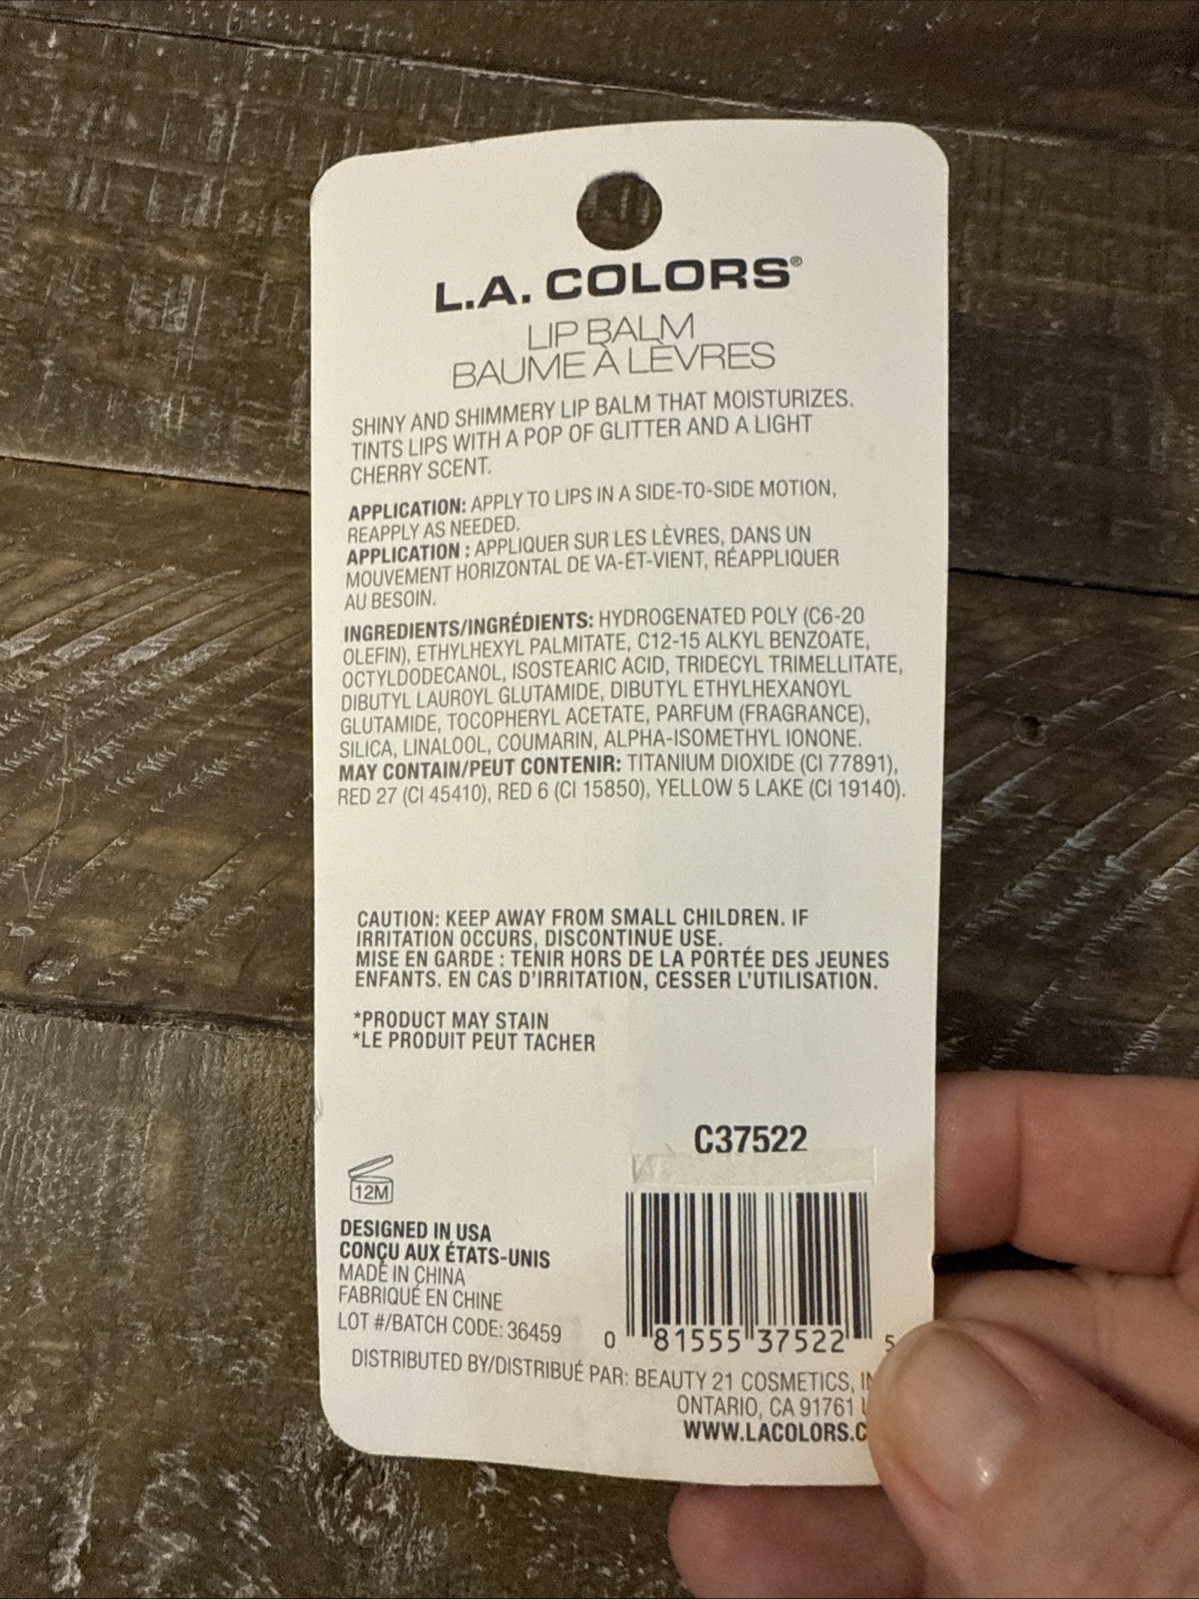 L.A. COLORS®
LIP BALM
BAUME À LÈVRES
SHINY AND SHIMMERY LIP BALM THAT MOISTURIZES.
TINTS LIPS WITH A POP OF GLITTER AND A LIGHT
CHERRY SCENT.
APPLICATION: APPLY TO LIPS IN A SIDE-TO-SIDE MOTION,
REAPPLY AS NEEDED.
APPLICATION : APPLIQUER SUR LES LÈVRES, DANS UN
MOUVEMENT HORIZONTAL DE VA-ET-VIENT, RÉAPPLIQUER
AU BESOIN.
INGREDIENTS/INGRÉDIENTS: HYDROGENATED POLY (C6-20
OLEFIN), ETHYLHEXYL PALMITATE, C12-15 ALKYL BENZOATE,
OCTYLDODECANOL, ISOSTEARIC ACID, TRIDECYL TRIMELLITATE,
DIBUTYL LAUROYL GLUTAMIDE, DIBUTYL ETHYLHEXANOYL
GLUTAMIDE, TOCOPHERYL ACETATE, PARFUM (FRAGRANCE),
SILICA, LINALOOL, COUMARIN, ALPHA-ISOMETHYL IONONE.
MAY CONTAIN/PEUT CONTENIR: TITANIUM DIOXIDE (CI 77891),
RED 27 (CI 45410), RED 6 (CI 15850), YELLOW 5 LAKE (CI 19140).
CAUTION: KEEP AWAY FROM SMALL CHILDREN. IF
IRRITATION OCCURS, DISCONTINUE USE.
MISE EN GARDE : TENIR HORS DE LA PORTÉE DES JEUNES
ENFANTS. EN CAS D'IRRITATION, CESSER L'UTILISATION.
*PRODUCT MAY STAIN
*LE PRODUIT PEUT TACHER
C37522
12M
DESIGNED IN USA
CONÇU AUX ÉTATS-UNIS
MADE IN CHINA
FABRIQUÉ EN CHINE
LOT #/BATCH CODE: 36459
0 81555 37522 5
DISTRIBUTED BY/DISTRIBUÉ PAR: BEAUTY 21 COSMETICS,
ONTARIO, CA 91761
WWW.LACOLORS.C